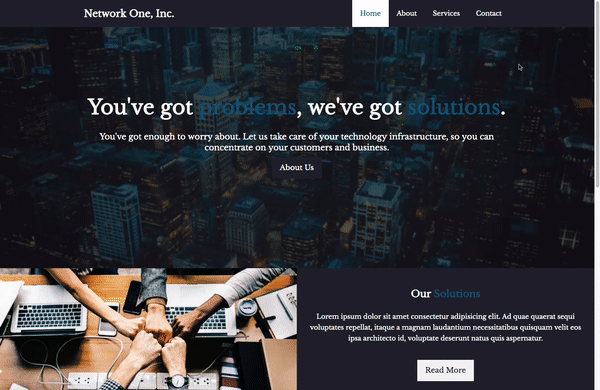 Network One, Inc.
Home About Services Contact
You've got problems, we've got solutions.
You've got enough to worry about. Let us take care of your technology infrastructure, so you can
concentrate on your customers and business.
About Us
Our Solutions
Lorem ipsum dolor sit amet consectetur adipisicing elit. Ad quae quaerat sequi
voluptates repellat, itaque a magnam laudantium necessitatibus quisquam velit eos
ipsa architecto id, voluptate deserunt natus quis aspernatur.
Read More